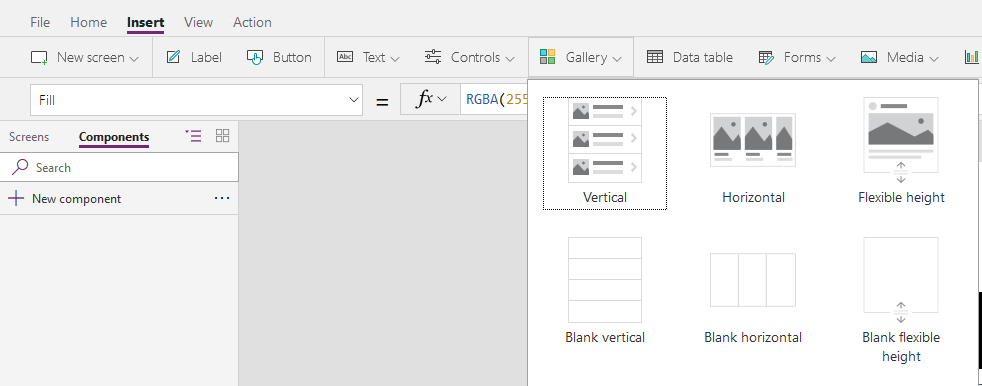 File Home Insert View Action
New screen Label Button Abc Text Controls Gallery Data table Forms Media
Fill = fx RGBA(255
Screens Components
Search
New component ...
Vertical Horizontal Flexible height
Blank vertical Blank horizontal Blank flexible
height